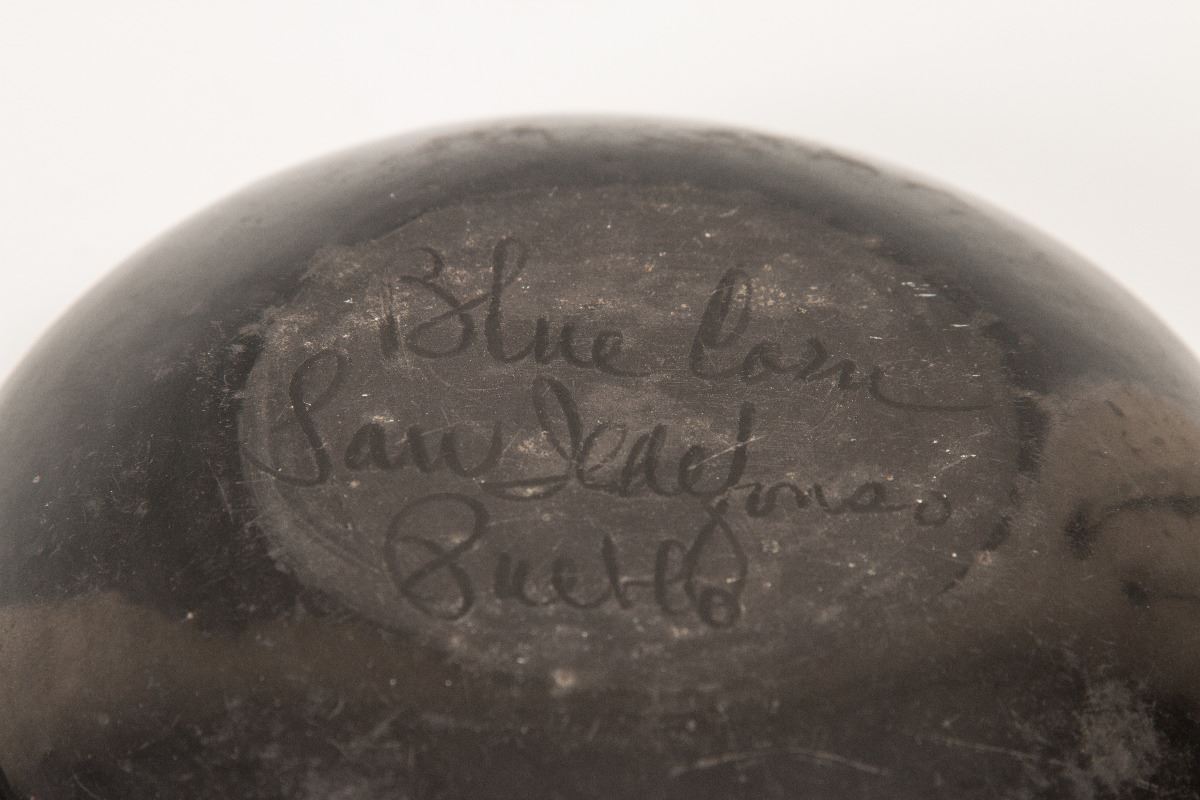 Blue Corn
San Ildefonso
Pueblo